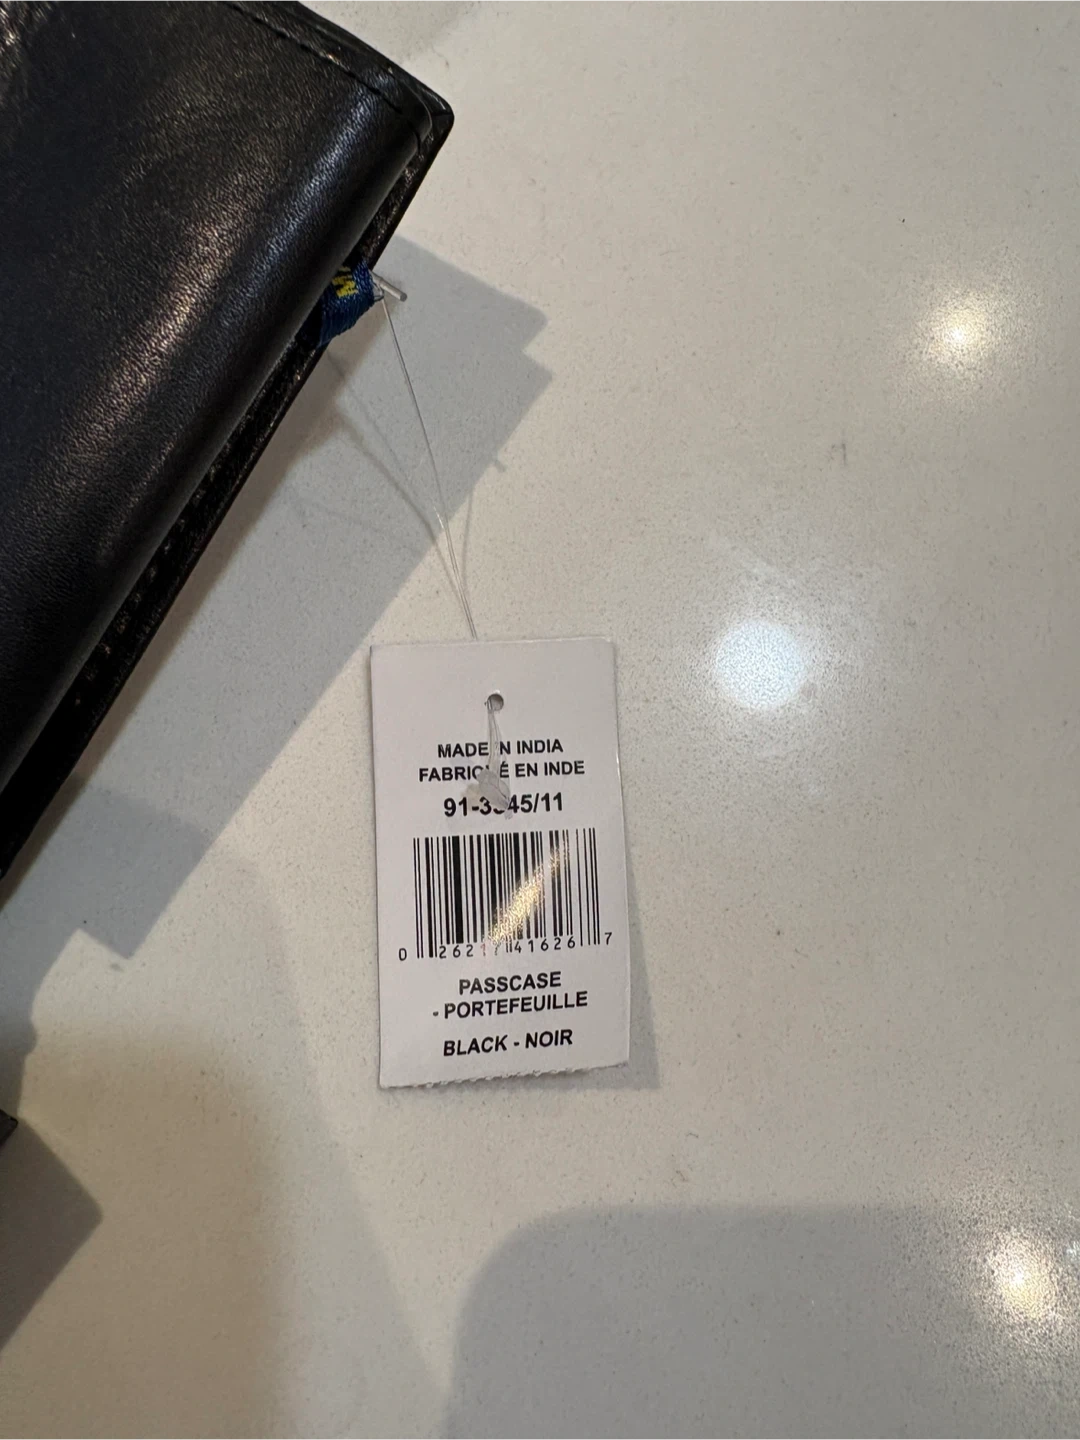 MADE IN INDIA
FABRIQUÉ EN INDE
0 26217 41626 7
PASSCASE
- PORTEFEUILLE
BLACK - NOIR